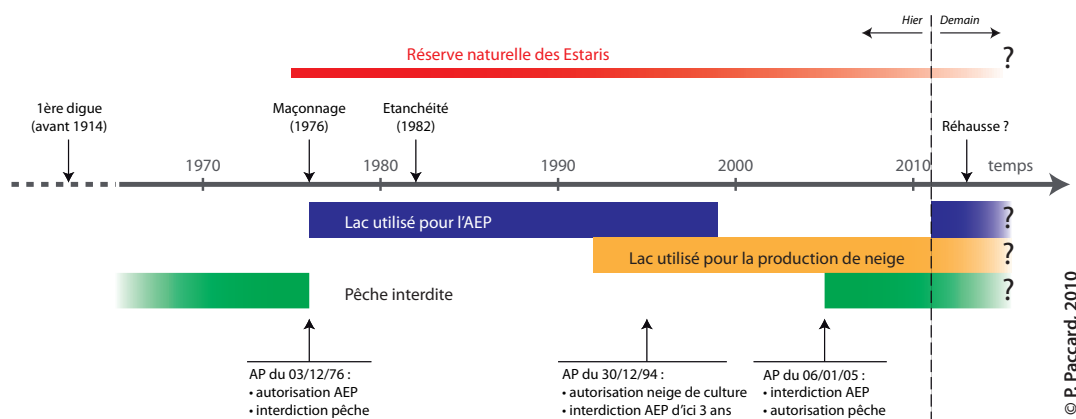 Hier
Demain
Réserve naturelle des Estaris
?
1ère digue
(avant 1914)
Maçonnage
(1976)
Etanchéité
(1982)
Réhausse ?
1970
1980
1990
2000
2010
temps
Lac utilisé pour l'AEP
?
Lac utilisé pour la production de neige
?
Pêche interdite
?
AP du 03/12/76 :
• autorisation AEP
• interdiction pêche
AP du 30/12/94 :
• autorisation neige de culture
• interdiction AEP d'ici 3 ans
AP du 06/01/05 :
• interdiction AEP
• autorisation pêche
© P. Paccard, 2010